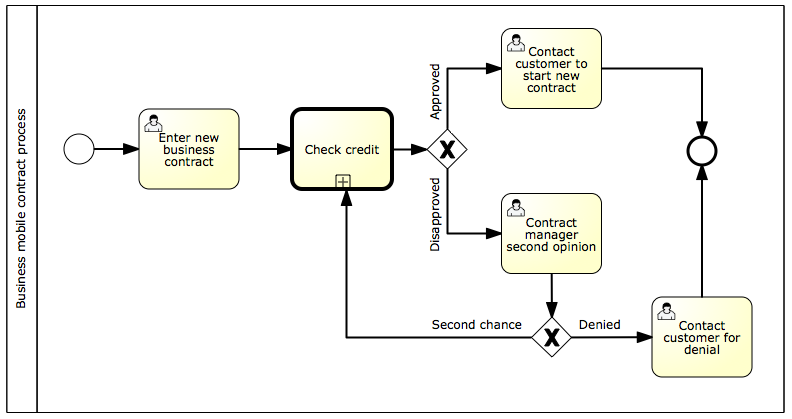 Business mobile contract process
Enter new
business
contract
Check credit
Approved
Disapproved
Contact
customer to
start new
contract
Contract
manager
second opinion
Second chance
Denied
Contact
customer for
denial